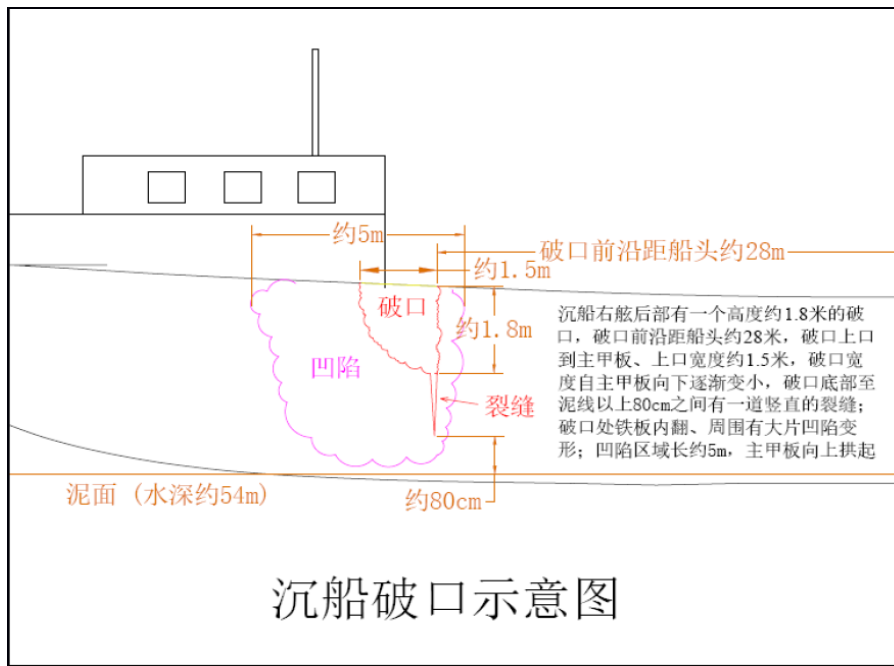 约5m
破口前沿距船头约28m
约1.5m
破口
约1.8m
凹陷
裂缝
沉船右舷后部有一个高度约1.8米的破
口，破口前沿距船头约28米，破口上口
到主甲板、上口宽度约1.5米，破口宽
度自主甲板向下逐渐变小，破口底部至
泥线以上80cm之间有一道竖直的裂缝；
破口处铁板内翻、周围有大片凹陷变
形；凹陷区域长约5m，主甲板向上拱起
泥面（水深约54m）
约80cm
沉船破口示意图